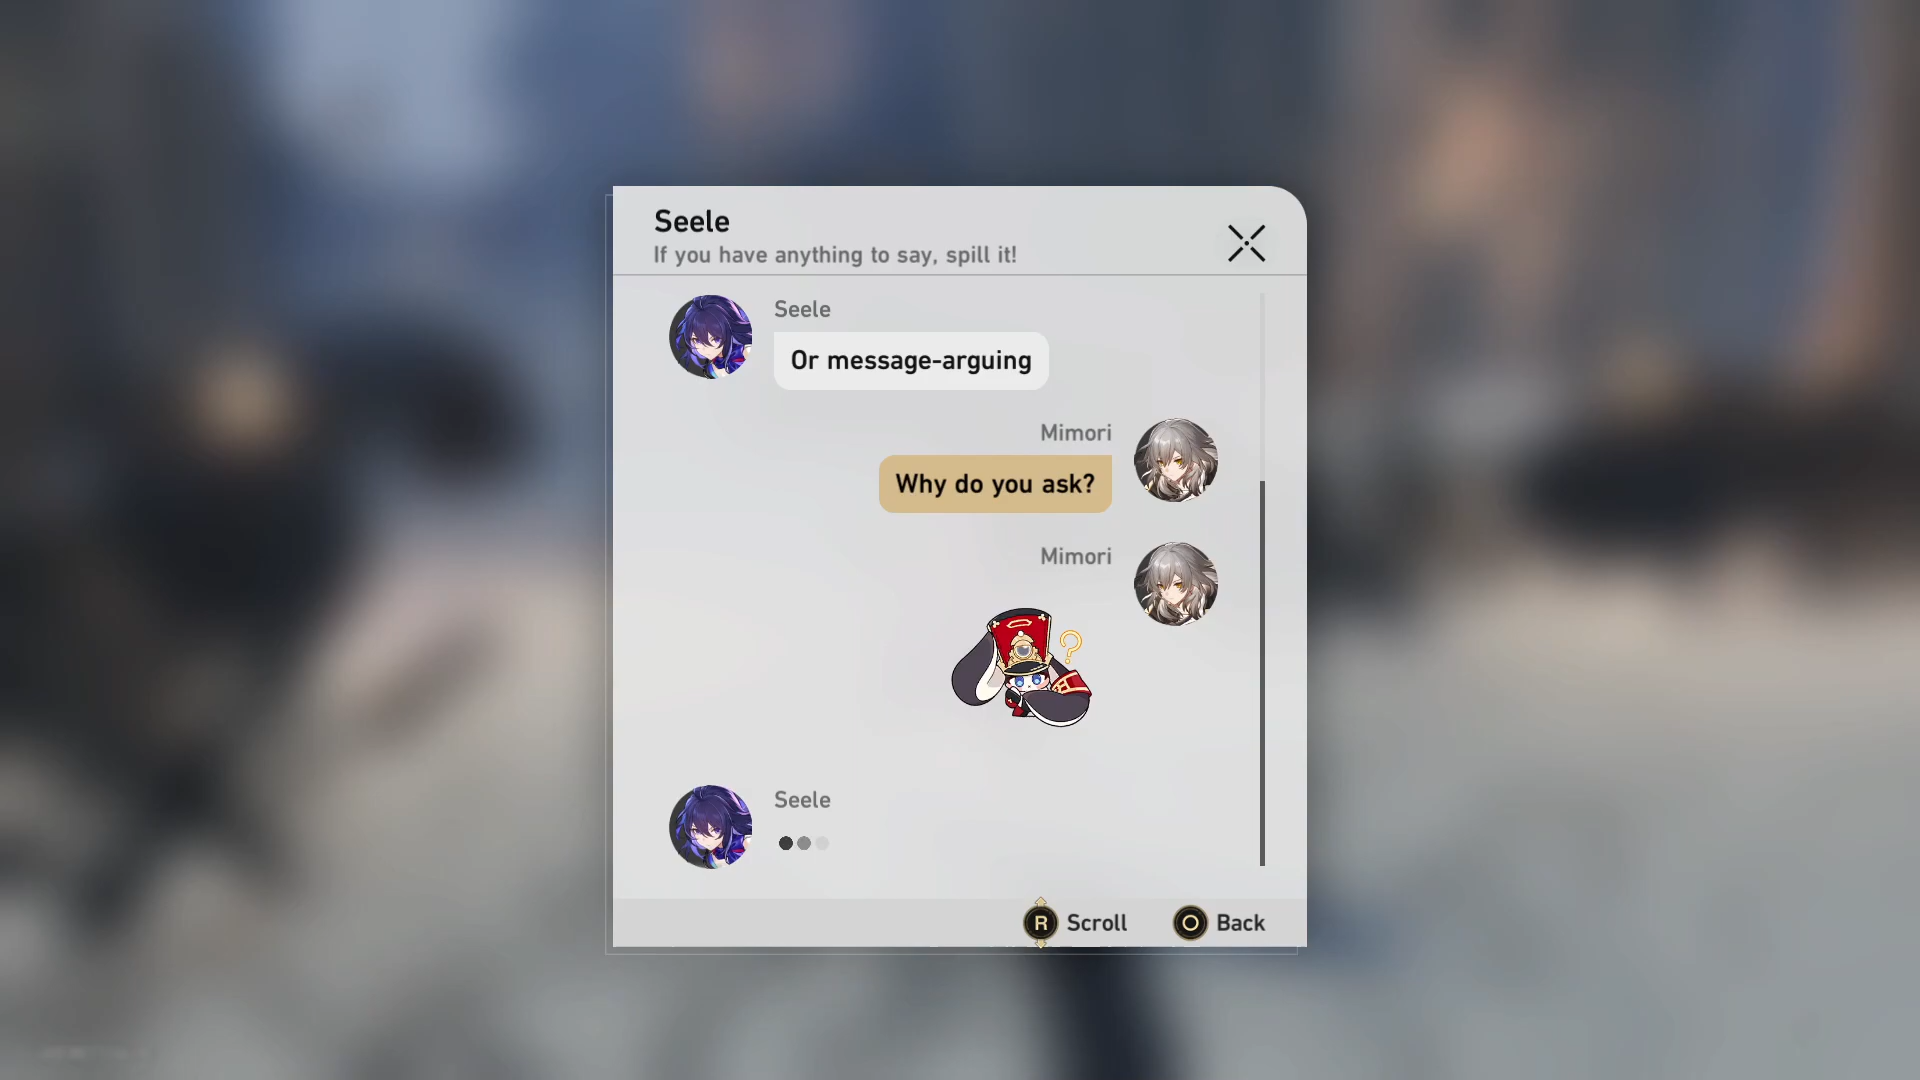 Seele
If you have anything to say, spill it!
Seele
Or message-arguing
Mimori
Why do you ask?
Mimori
?
Seele
R Scroll
Back